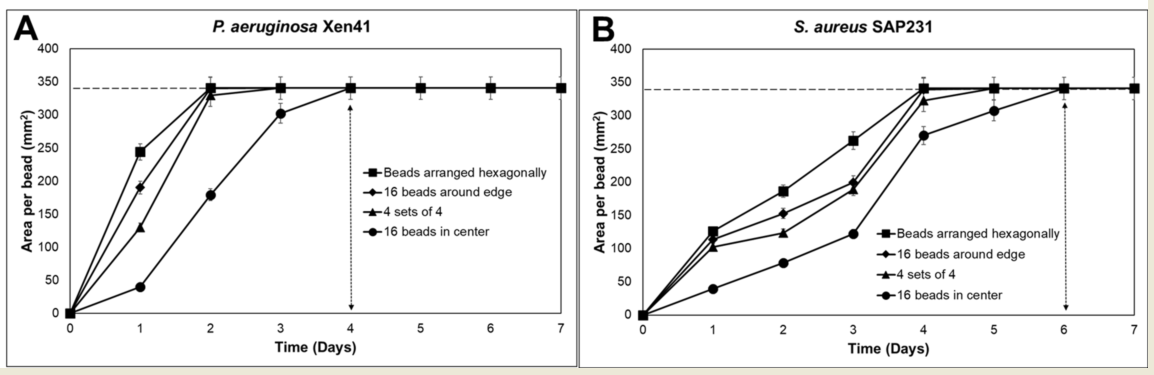 A
P. aeruginosa Xen41
Area per bead (mm²)
400
350
300
250
200
150
100
50
0
Beads arranged hexagonally
16 beads around edge
4 sets of 4
16 beads in center
0 1 2 3 4 5 6 7
Time (Days)
B
S. aureus SAP231
Area per bead (mm²)
400
350
300
250
200
150
100
50
0
Beads arranged hexagonally
16 beads around edge
4 sets of 4
16 beads in center
0 1 2 3 4 5 6 7
Time (Days)